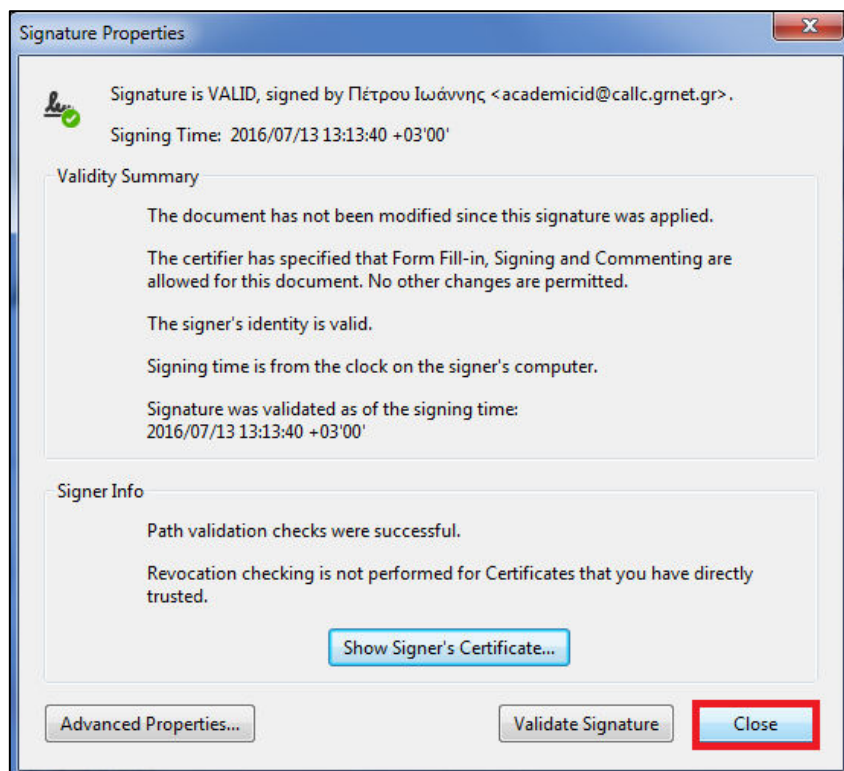 Signature Properties
Signature is VALID, signed by Πέτρου Ιωάννης <academicid@callc.grnet.gr>.
Signing Time: 2016/07/13 13:13:40 +03'00'
Validity Summary
The document has not been modified since this signature was applied.
The certifier has specified that Form Fill-in, Signing and Commenting are
allowed for this document. No other changes are permitted.
The signer's identity is valid.
Signing time is from the clock on the signer's computer.
Signature was validated as of the signing time:
2016/07/13 13:13:40 +03'00'
Signer Info
Path validation checks were successful.
Revocation checking is not performed for Certificates that you have directly
trusted.
Show Signer's Certificate...
Advanced Properties...
Validate Signature
Close